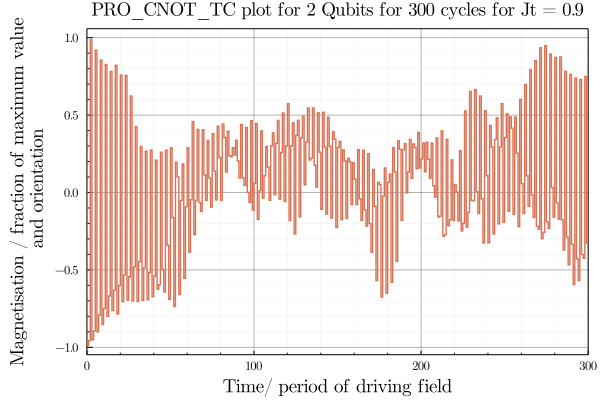 PRO_CNOT_TC plot for 2 Qubits for 300 cycles for Jt = 0.9
Magnetisation / fraction of maximum value
and orientation
1.0
0.5
0.0
−0.5
−1.0
0
100
200
300
Time/ period of driving field